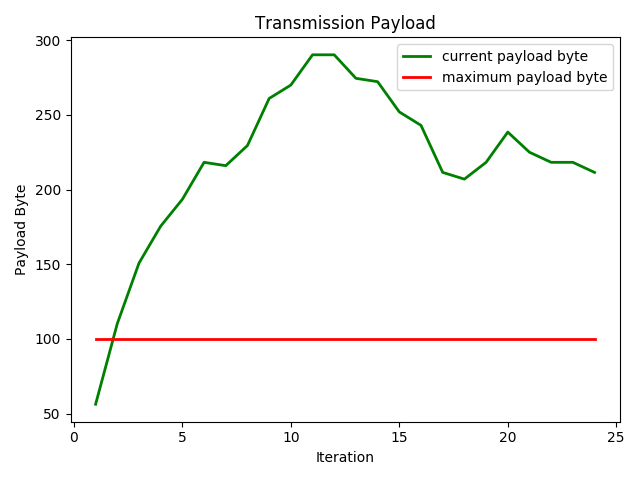 Transmission Payload
300
250
200
150
100
50
Payload Byte
current payload byte
maximum payload byte
0
5
10
15
20
25
Iteration